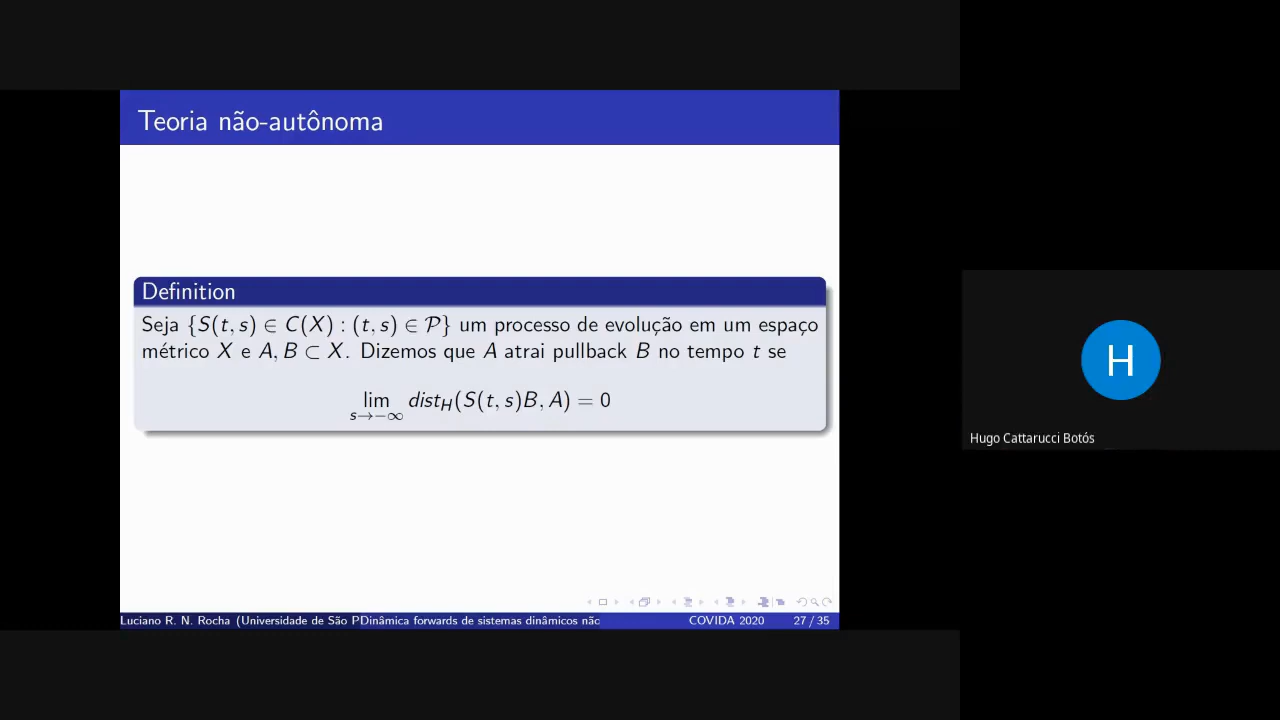 Teoria não-autônoma
Definition
Seja {S(t, s) ∈ C(X) : (t, s) ∈ 𝒫} um processo de evolução em um espaço
métrico X e A, B ⊂ X. Dizemos que A atrai pullback B no tempo t se
lim dist_H(S(t, s)B, A) = 0
s→−∞
H
Hugo Cattarucci Botós
Luciano R. N. Rocha (Universidade de São P Dinâmica forwards de sistemas dinâmicos nãc COVIDA 2020 27 / 35